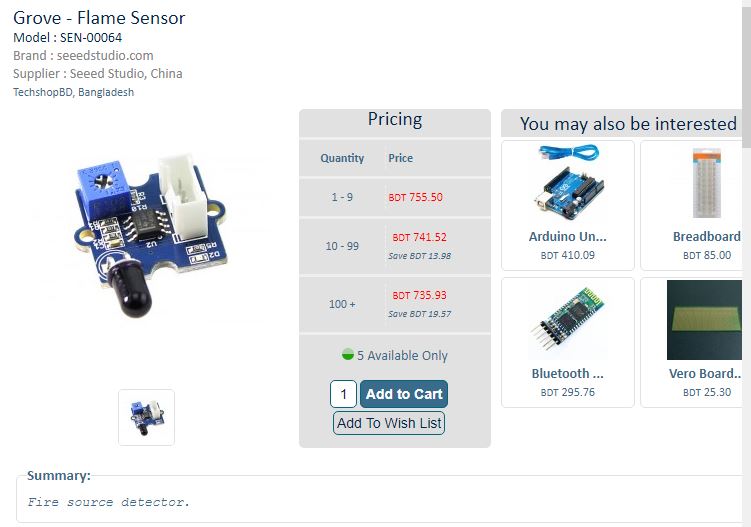 Grove - Flame Sensor
Model : SEN-00064
Brand : seeedstudio.com
Supplier : Seeed Studio, China
TechshopBD, Bangladesh
Pricing
Quantity Price
1 - 9 BDT 755.50
10 - 99 BDT 741.52
Save BDT 13.98
100 + BDT 735.93
Save BDT 19.57
5 Available Only
1 Add to Cart
Add To Wish List
You may also be interested
Arduino Un...
BDT 410.09
Breadboard
BDT 85.00
Bluetooth ...
BDT 295.76
Vero Board..
BDT 25.30
Summary:
Fire source detector.